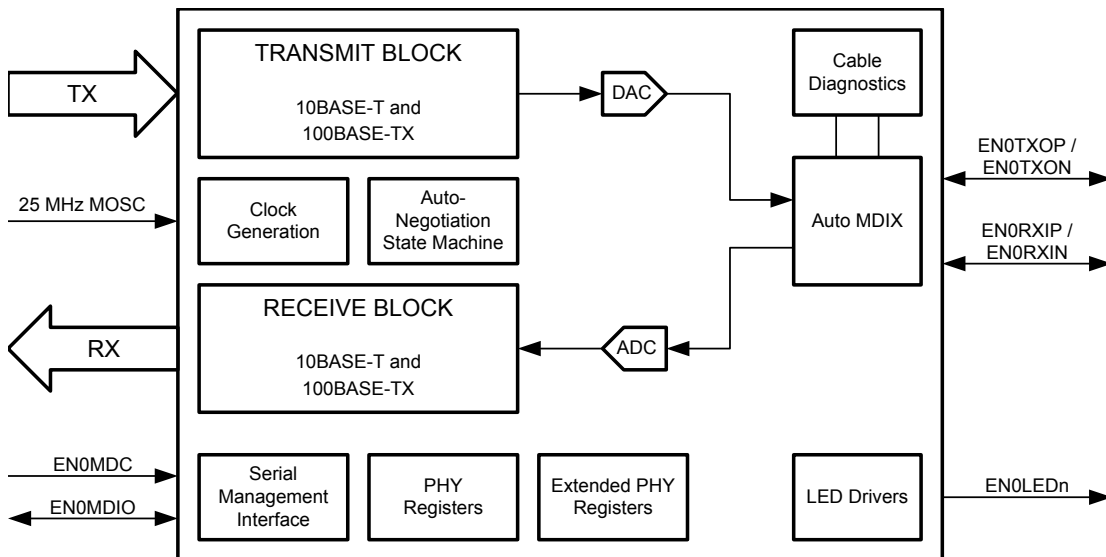 TRANSMIT BLOCK
10BASE-T and
100BASE-TX
TX
DAC
Cable
Diagnostics
EN0TXOP /
EN0TXON
25 MHz MOSC
Clock
Generation
Auto-
Negotiation
State Machine
Auto MDIX
EN0RXIP /
EN0RXIN
RECEIVE BLOCK
10BASE-T and
100BASE-TX
RX
ADC
EN0MDC
EN0MDIO
Serial
Management
Interface
PHY
Registers
Extended PHY
Registers
LED Drivers
EN0LEDn